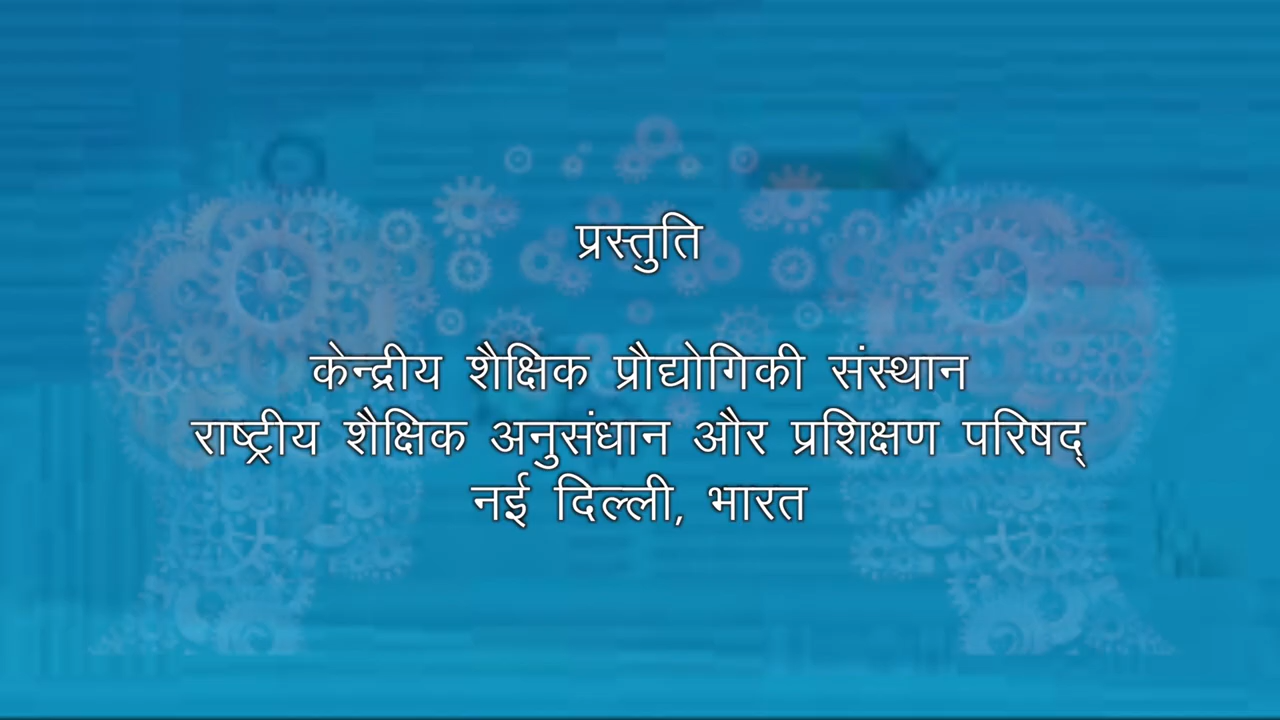 प्रस्तुति
केन्द्रीय शैक्षिक प्रौद्योगिकी संस्थान
राष्ट्रीय शैक्षिक अनुसंधान और प्रशिक्षण परिषद्
नई दिल्ली, भारत